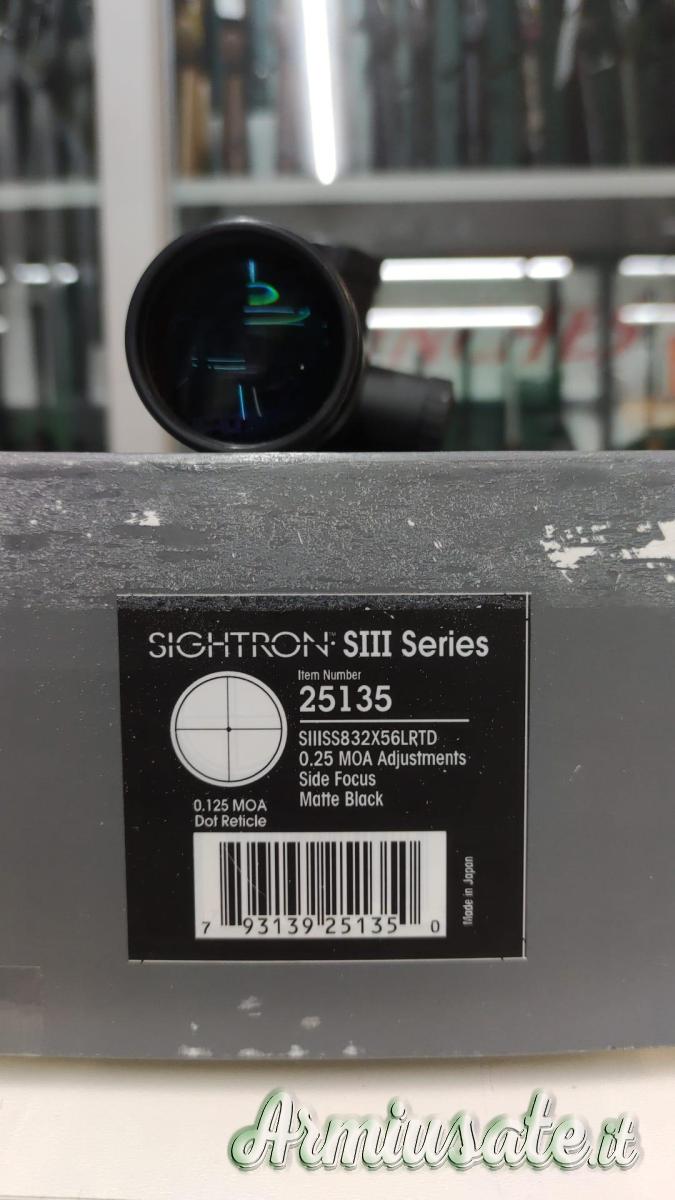 SIGHTRON™ SIII Series
Item Number
25135
SIIISS832X56LRTD
0.25 MOA Adjustments
Side Focus
Matte Black
0.125 MOA
Dot Reticle
Made in Japan
7 93139 25135 0
Armiusate.it